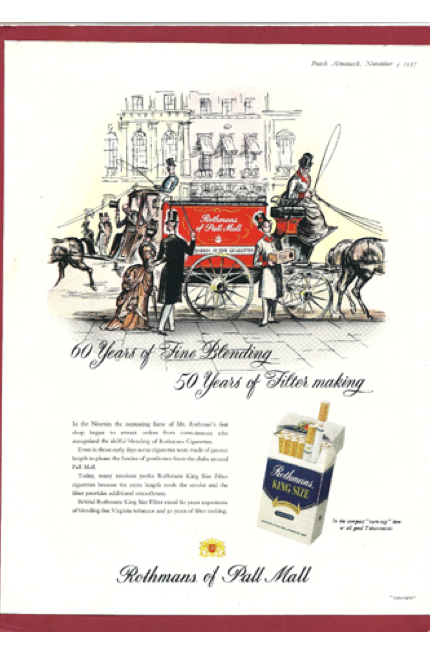 Punch Almanack, November 4 1957
Rothmans
of Pall Mall
60 Years of Fine Blending
50 Years of Filter making
In the Nineties the increasing fame of Mr. Rothman's first
shop began to attract orders from connoisseurs who
recognised the skilful blending of Rothmans Cigarettes.
Even in those early days some cigarettes were made of greater
length to please the fancies of gentlemen from the clubs around
Pall Mall.
Today, many smokers prefer Rothmans King Size Filter
cigarettes because the extra length cools the smoke and the
filter provides additional smoothness.
Behind Rothmans King Size Filter stand 60 years experience
of blending fine Virginia tobaccos and 50 years of filter making.
Rothmans
KING SIZE
In the compact "turn-top" box
at all good Tobacconists
Rothmans of Pall Mall